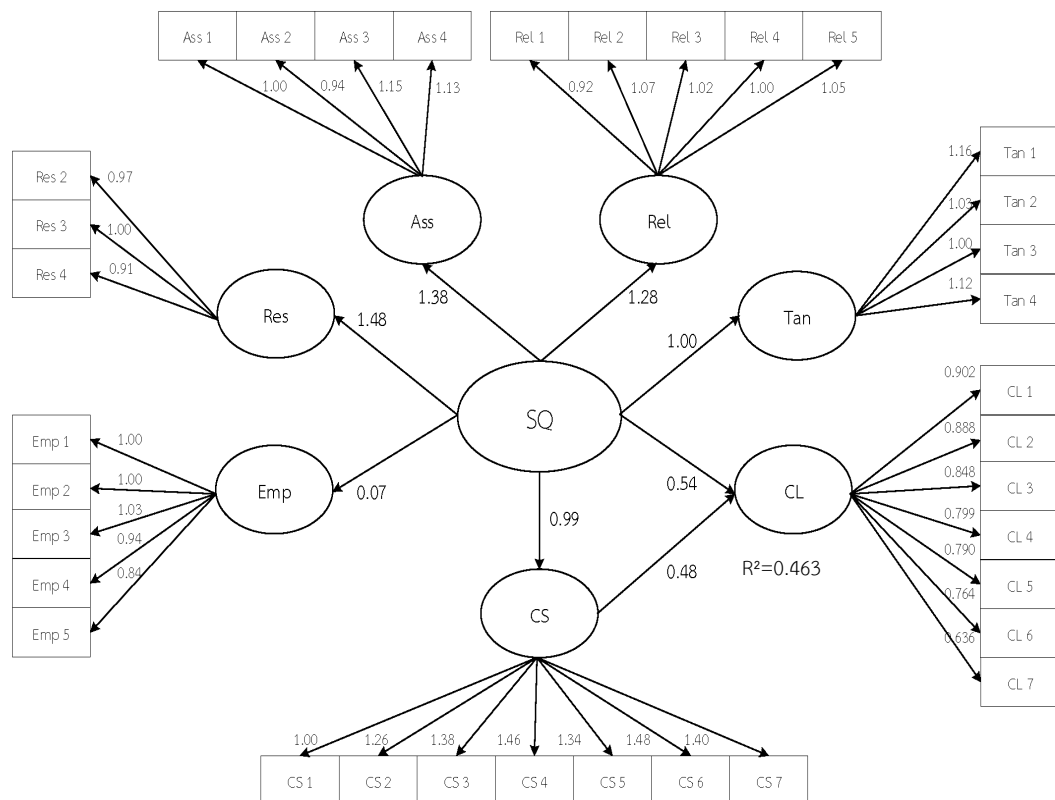 Ass 1 Ass 2 Ass 3 Ass 4 Rel 1 Rel 2 Rel 3 Rel 4 Rel 5
1.00 0.94 1.15 1.13 0.92 1.07 1.02 1.00 1.05
Res 2
Res 3
Res 4
0.97
1.00
0.91
Ass
Rel
1.16
1.03
1.00
1.12
Tan 1
Tan 2
Tan 3
Tan 4
Res
1.48
1.38
1.28
1.00
Tan
SQ
Emp 1
Emp 2
Emp 3
Emp 4
Emp 5
1.00
1.00
1.03
0.94
0.84
Emp
0.07
0.99
0.54
0.48
CL
R²=0.463
0.902
0.888
0.848
0.799
0.790
0.764
0.636
CL 1
CL 2
CL 3
CL 4
CL 5
CL 6
CL 7
CS
1.00 1.26 1.38 1.46 1.34 1.48 1.40
CS 1 CS 2 CS 3 CS 4 CS 5 CS 6 CS 7